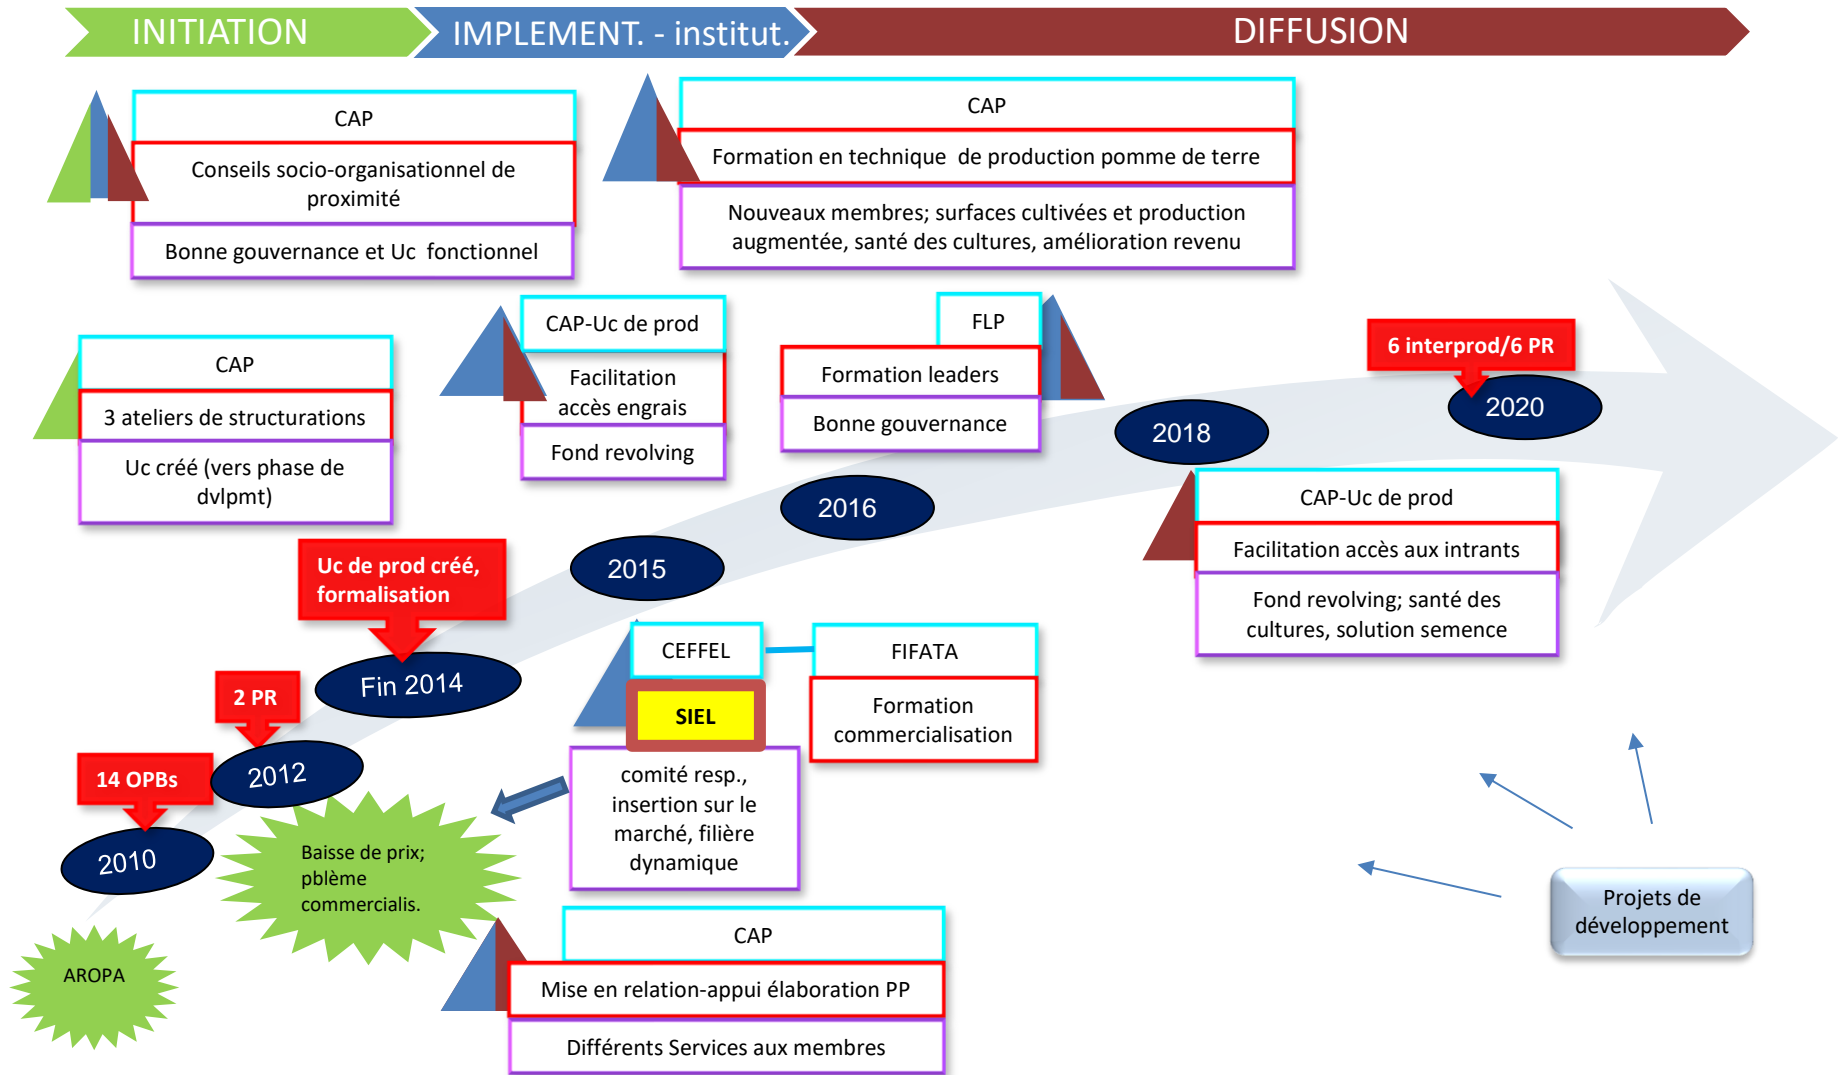 INITIATION
IMPLEMENT. - institut.
DIFFUSION
CAP
Conseils socio-organisationnel de
proximité
Bonne gouvernance et Uc fonctionnel
CAP
Formation en technique de production pomme de terre
Nouveaux membres; surfaces cultivées et production
augmentée, santé des cultures, amélioration revenu
CAP
3 ateliers de structurations
Uc créé (vers phase de
dvlpmt)
CAP-Uc de prod
Facilitation
accès engrais
Fond revolving
FLP
Formation leaders
Bonne gouvernance
6 interprod/6 PR
2020
2018
2016
2015
CAP-Uc de prod
Facilitation accès aux intrants
Fond revolving; santé des
cultures, solution semence
Uc de prod créé,
formalisation
Fin 2014
2 PR
2012
14 OPBs
2010
AROPA
Baisse de prix;
pblème
commercialis.
CEFFEL
SIEL
comité resp.,
insertion sur le
marché, filière
dynamique
FIFATA
Formation
commercialisation
CAP
Mise en relation-appui élaboration PP
Différents Services aux membres
Projets de
développement